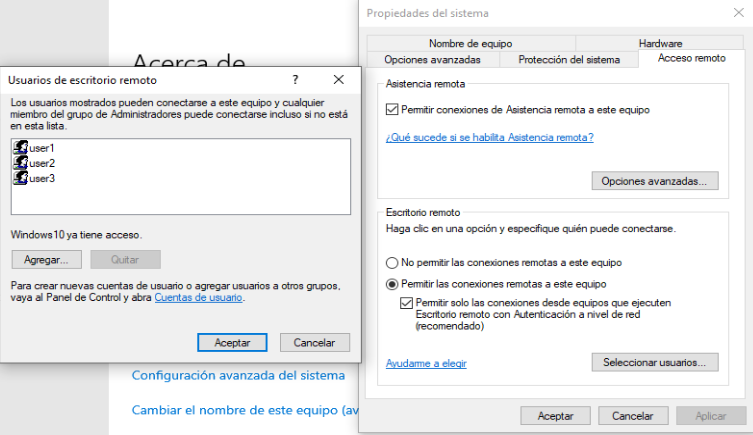 Acerca de
Usuarios de escritorio remoto
Los usuarios mostrados pueden conectarse a este equipo y cualquier
miembro del grupo de Administradores puede conectarse incluso si no está
en esta lista.
user1
user2
user3
Windows10 ya tiene acceso.
Agregar...
Quitar
Para crear nuevas cuentas de usuario o agregar usuarios a otros grupos,
vaya al Panel de Control y abra Cuentas de usuario.
Aceptar
Cancelar
Configuración avanzada del sistema
Cambiar el nombre de este equipo (av
Propiedades del sistema
Nombre de equipo
Hardware
Opciones avanzadas
Protección del sistema
Acceso remoto
Asistencia remota
Permitir conexiones de Asistencia remota a este equipo
¿Qué sucede si se habilita Asistencia remota?
Opciones avanzadas...
Escritorio remoto
Haga clic en una opción y especifique quién puede conectarse.
No permitir las conexiones remotas a este equipo
Permitir las conexiones remotas a este equipo
Permitir solo las conexiones desde equipos que ejecuten
Escritorio remoto con Autenticación a nivel de red
(recomendado)
Ayudarme a elegir
Seleccionar usuarios...
Aceptar
Cancelar
Aplicar